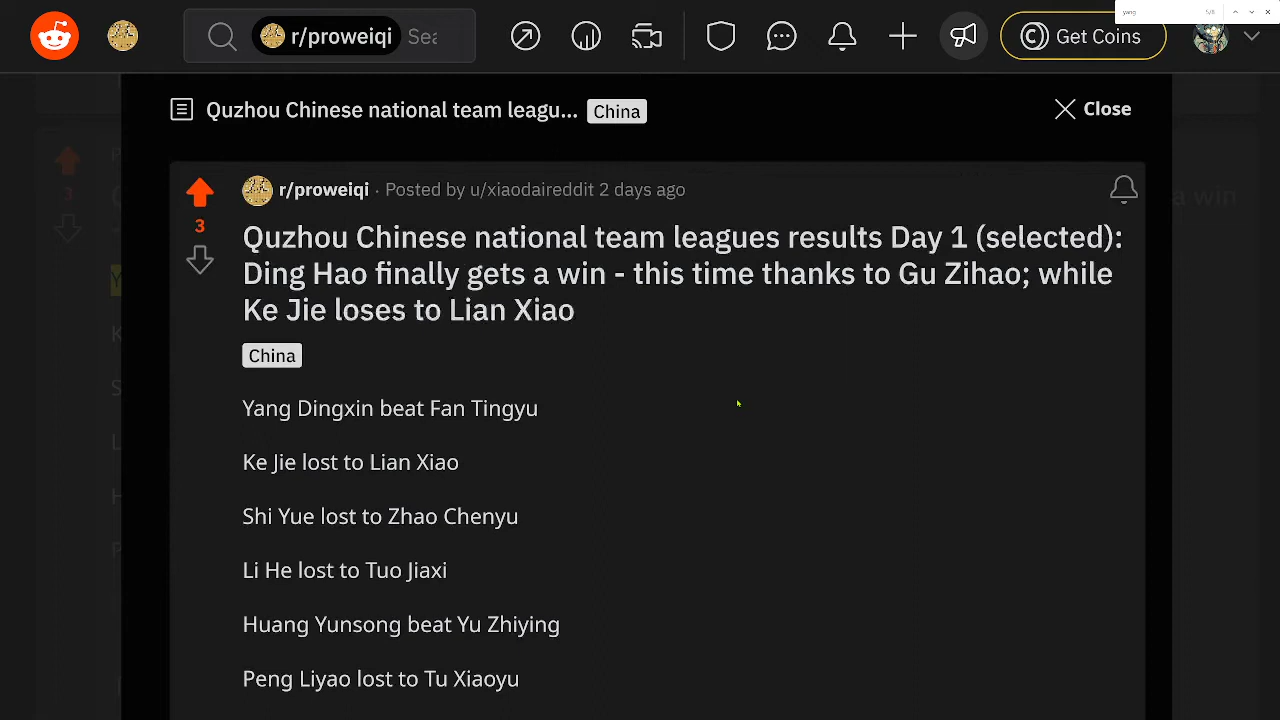 yang 5/8
r/proweiqi Sea
Get Coins
Quzhou Chinese national team leagu... China
Close
r/proweiqi · Posted by u/xiaodaireddit 2 days ago
3
Quzhou Chinese national team leagues results Day 1 (selected):
Ding Hao finally gets a win - this time thanks to Gu Zihao; while
Ke Jie loses to Lian Xiao
China
Yang Dingxin beat Fan Tingyu
Ke Jie lost to Lian Xiao
Shi Yue lost to Zhao Chenyu
Li He lost to Tuo Jiaxi
Huang Yunsong beat Yu Zhiying
Peng Liyao lost to Tu Xiaoyu